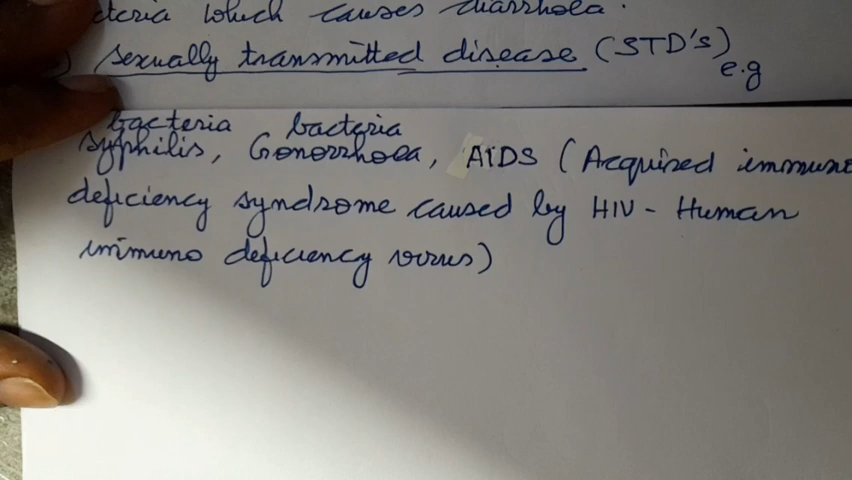 cteria which causes diarrhoea.
) sexually transmitted disease (STD's)
e.g
bacteria bacteria
syphilis, Gonorrhoea, AIDS (Acquired immuno
deficiency syndrome caused by HIV - Human
immuno deficiency virus)